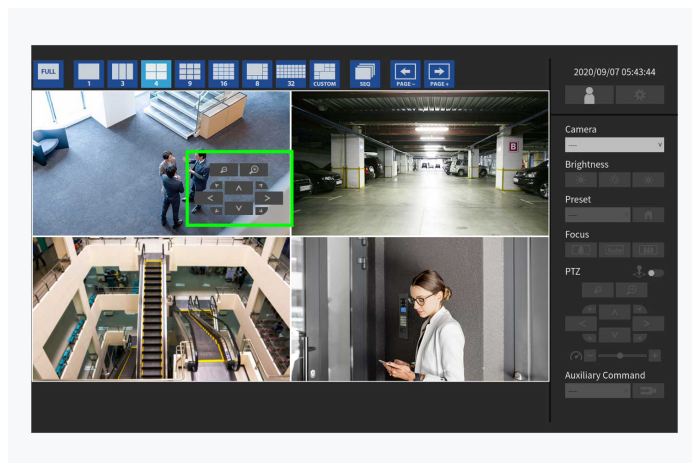 FULL
1
3
4
9
16
8
32
CUSTOM
SEQ
PAGE -
PAGE +
2020/09/07 05:43:44
B
Camera
----
Brightness
Preset
----
Focus
Auto
PTZ
Auxiliary Command
----